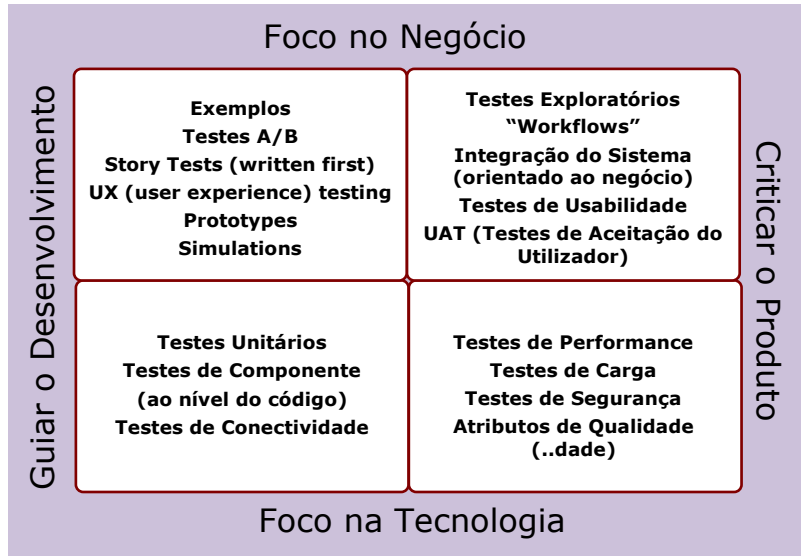 Foco no Negócio
Guiar o Desenvolvimento
Exemplos
Testes A/B
Story Tests (written first)
UX (user experience) testing
Prototypes
Simulations
Testes Exploratórios
“Workflows”
Integração do Sistema
(orientado ao negócio)
Testes de Usabilidade
UAT (Testes de Aceitação do
Utilizador)
Criticar o Produto
Testes Unitários
Testes de Componente
(ao nível do código)
Testes de Conectividade
Testes de Performance
Testes de Carga
Testes de Segurança
Atributos de Qualidade
(..dade)
Foco na Tecnologia